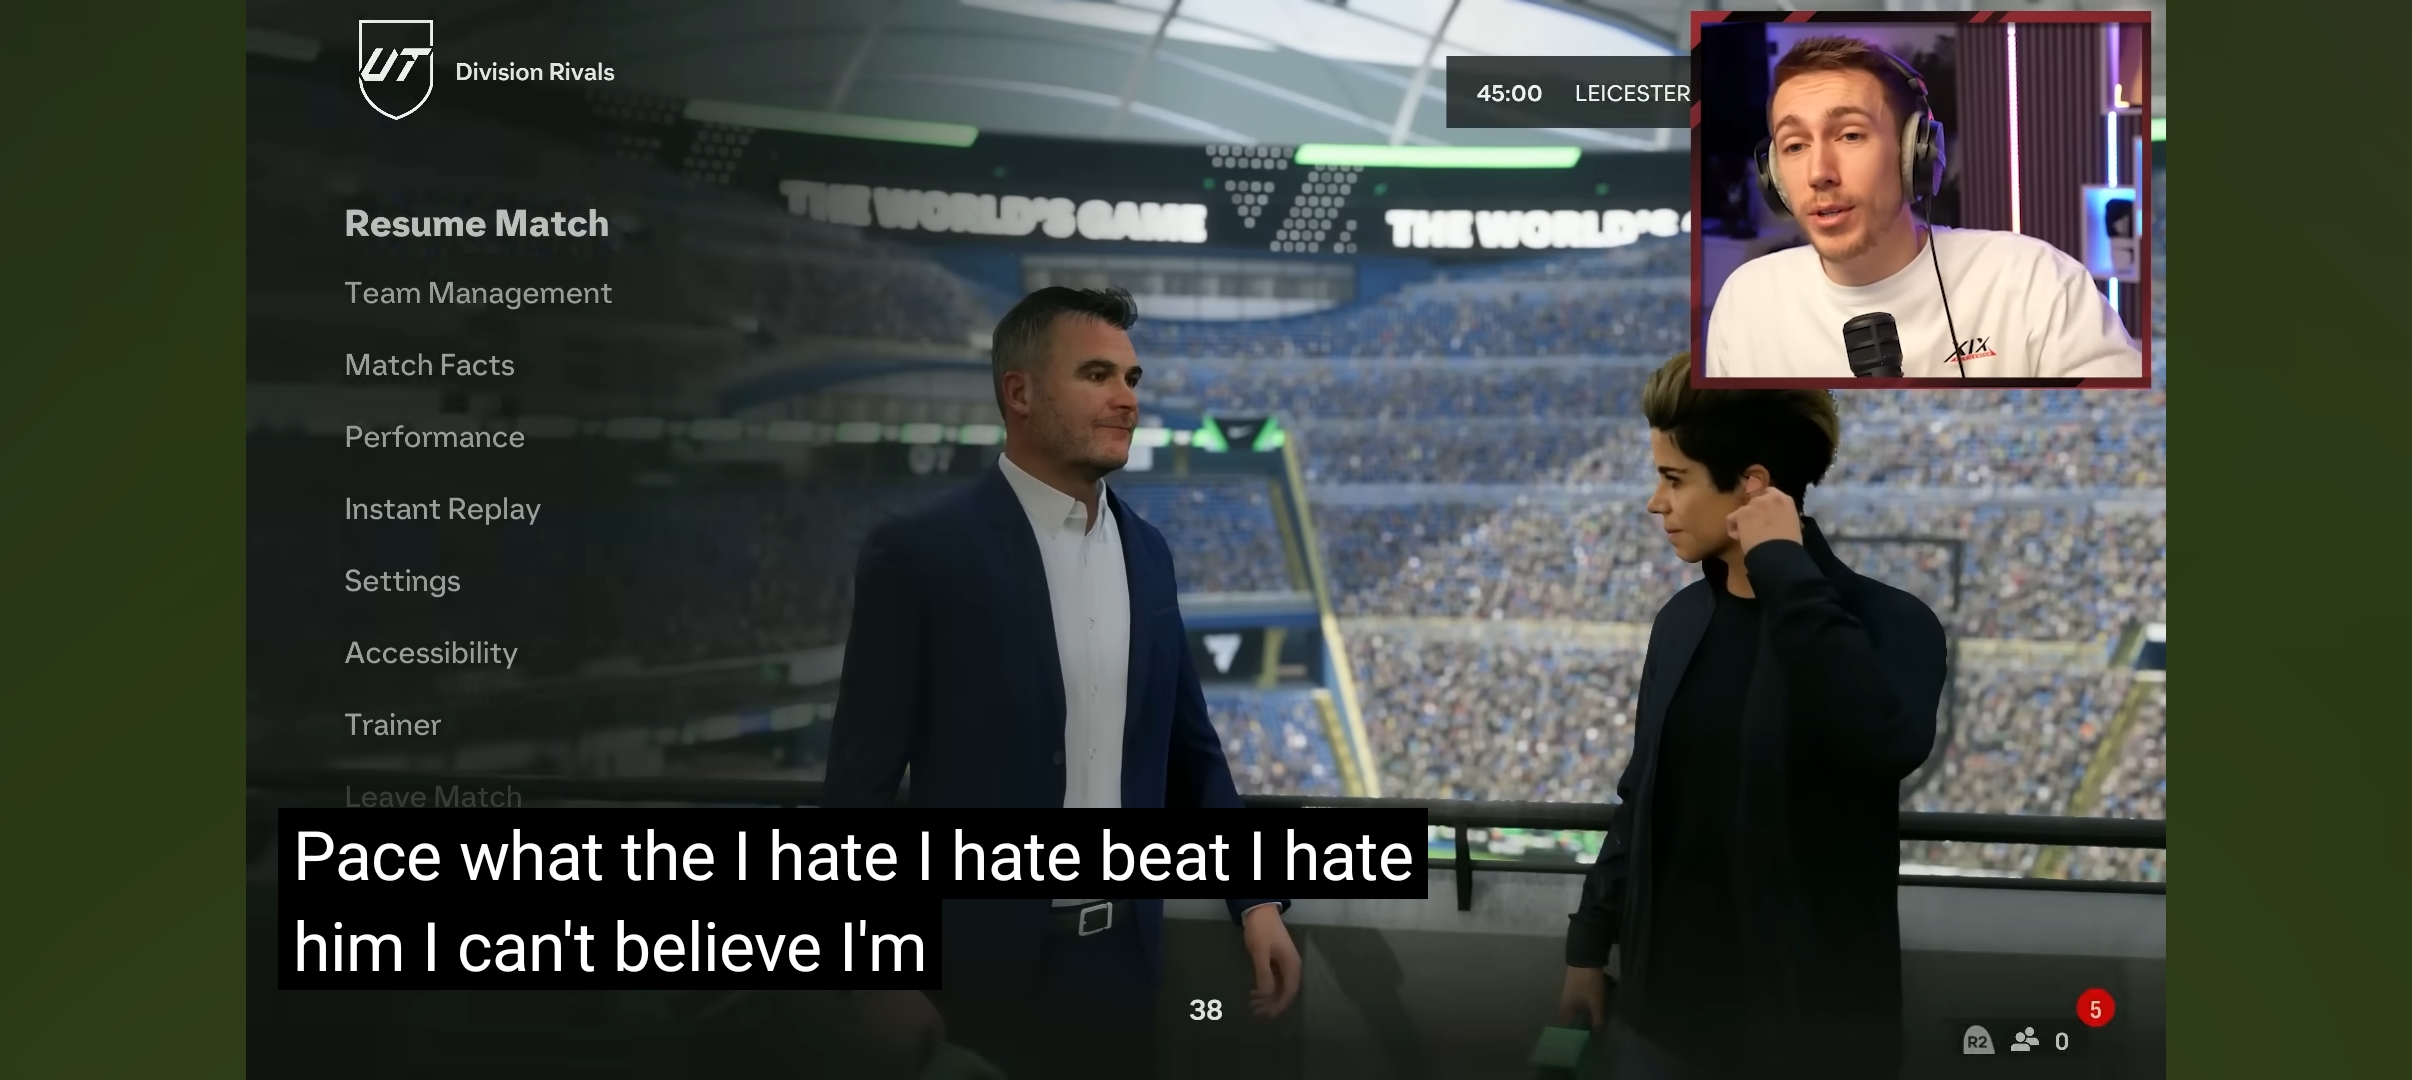 UT
Division Rivals
45:00 LEICESTER
THE WORLD'S GAME
THE WORLD'S
Resume Match
Team Management
Match Facts
Performance
Instant Replay
Settings
Accessibility
Trainer
Leave Match
XIX
Pace what the I hate I hate beat I hate
him I can't believe I'm
38
5
R2 0